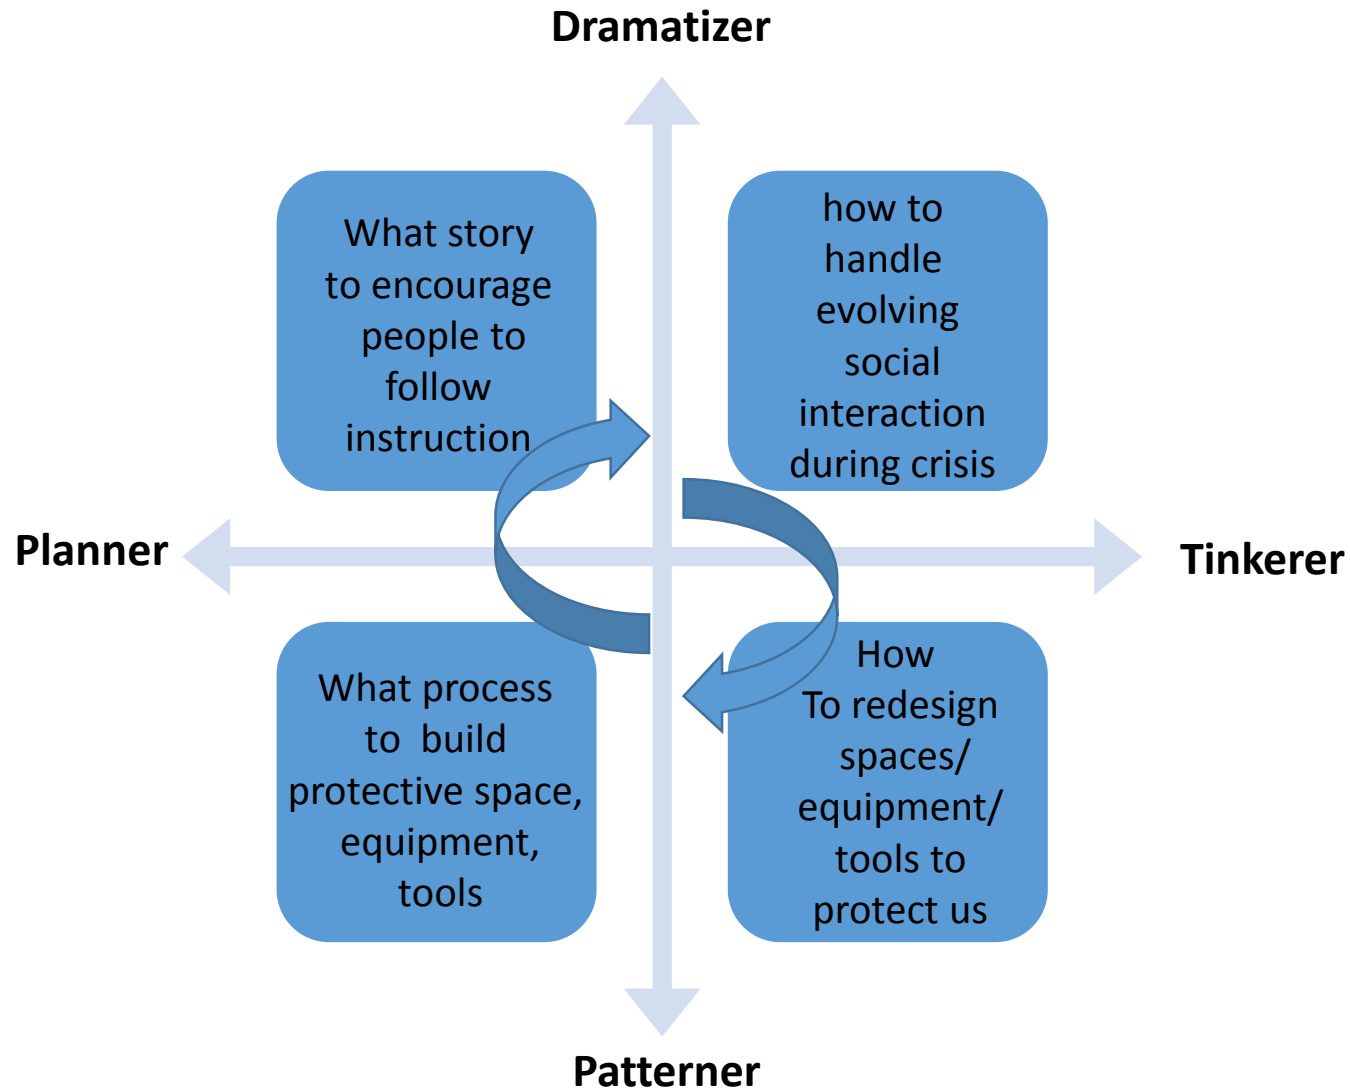 Dramatizer
What story
to encourage
people to
follow
instruction
how to
handle
evolving
social
interaction
during crisis
Planner
Tinkerer
What process
to build
protective space,
equipment,
tools
How
To redesign
spaces/
equipment/
tools to
protect us
Patterner